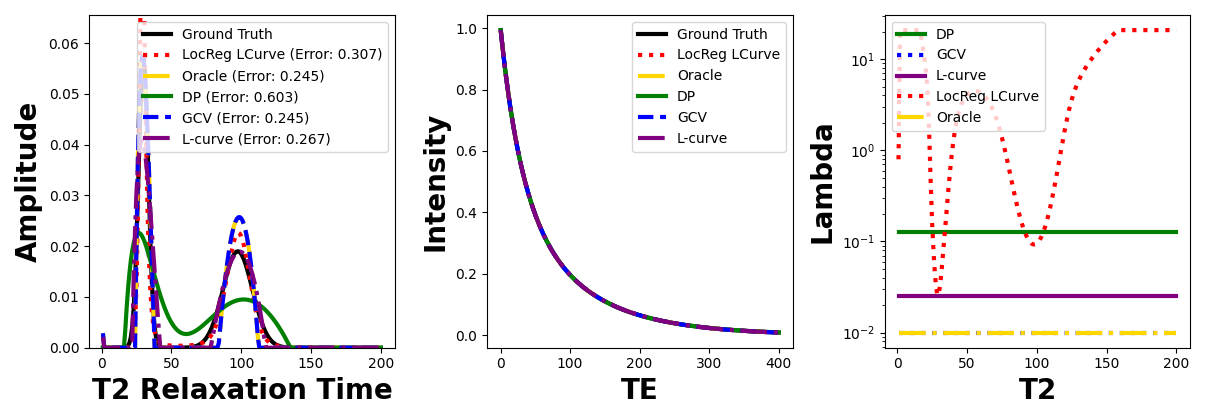 Amplitude
0.06
0.05
0.04
0.03
0.02
0.01
0.00
0
50
100
150
200
T2 Relaxation Time
Ground Truth
LocReg LCurve (Error: 0.307)
Oracle (Error: 0.245)
DP (Error: 0.603)
GCV (Error: 0.245)
L-curve (Error: 0.267)
Intensity
1.0
0.8
0.6
0.4
0.2
0.0
0
100
200
300
400
TE
Ground Truth
LocReg LCurve
Oracle
DP
GCV
L-curve
Lambda
10¹
10⁰
10⁻¹
10⁻²
0
50
100
150
200
T2
DP
GCV
L-curve
LocReg LCurve
Oracle